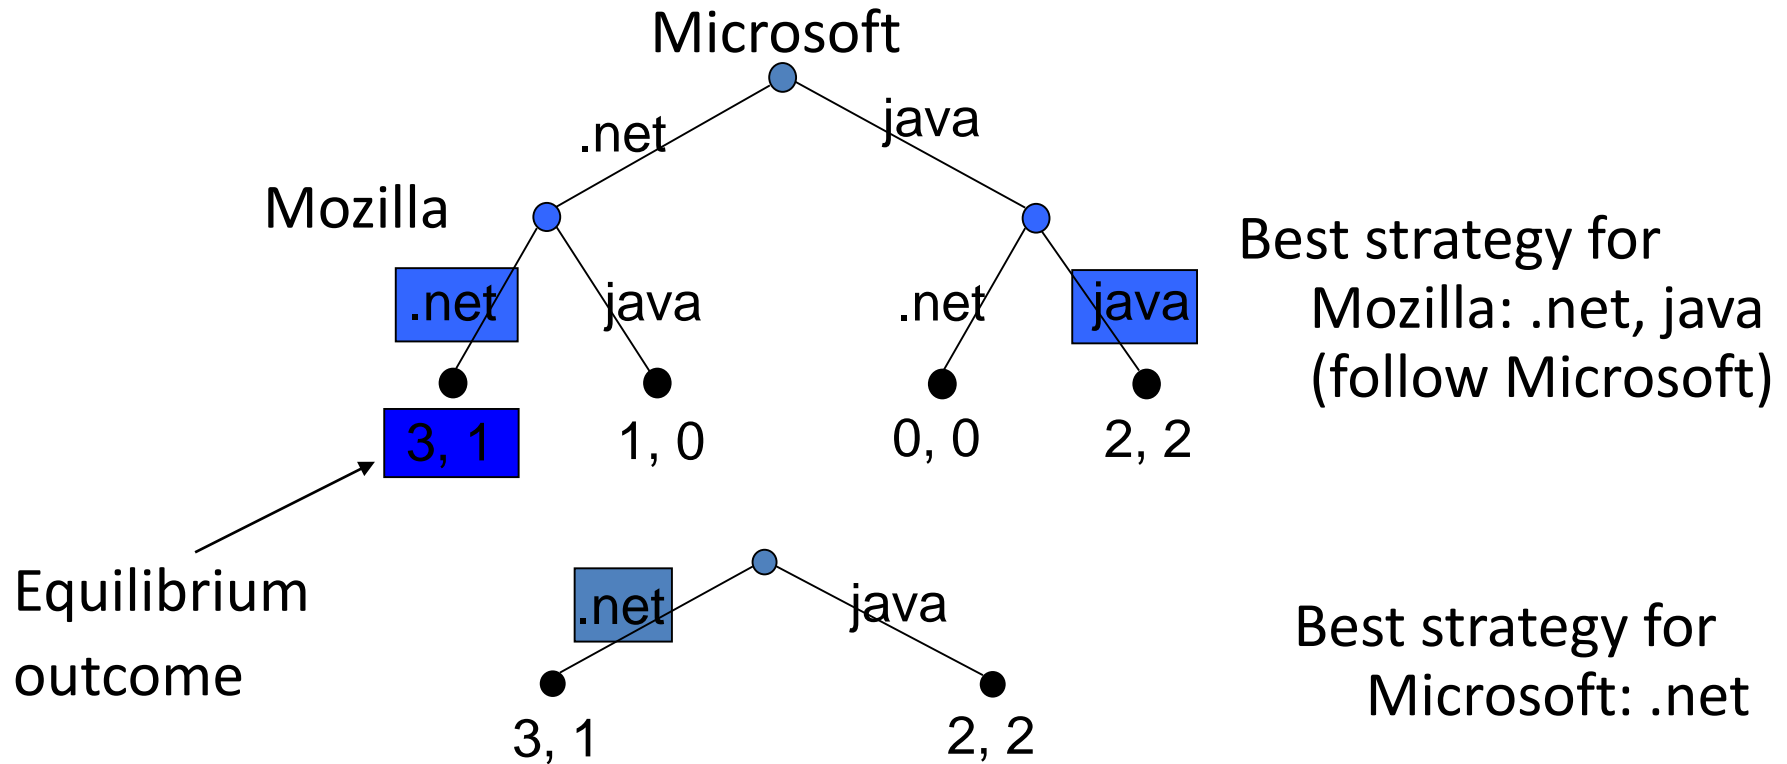 Microsoft
.net
java
Mozilla
.net
java
.net
java
Best strategy for
Mozilla: .net, java
(follow Microsoft)
3, 1
1, 0
0, 0
2, 2
Equilibrium
outcome
.net
java
Best strategy for
Microsoft: .net
3, 1
2, 2